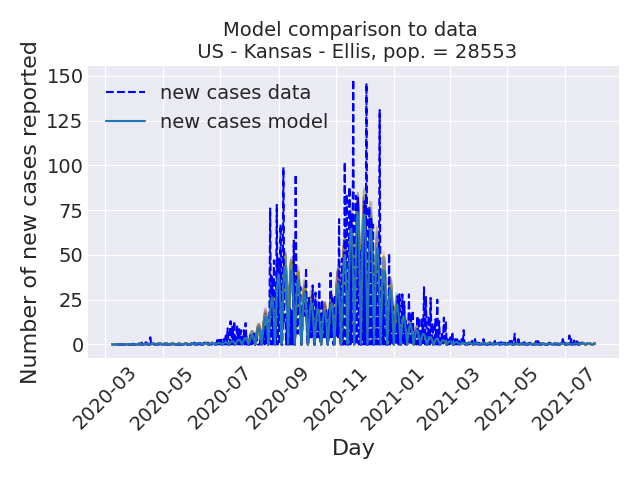 Model comparison to data
US - Kansas - Ellis, pop. = 28553
Number of new cases reported
150
125
100
75
50
25
0
new cases data
new cases model
2020-03
2020-05
2020-07
2020-09
2020-11
2021-01
2021-03
2021-05
2021-07
Day